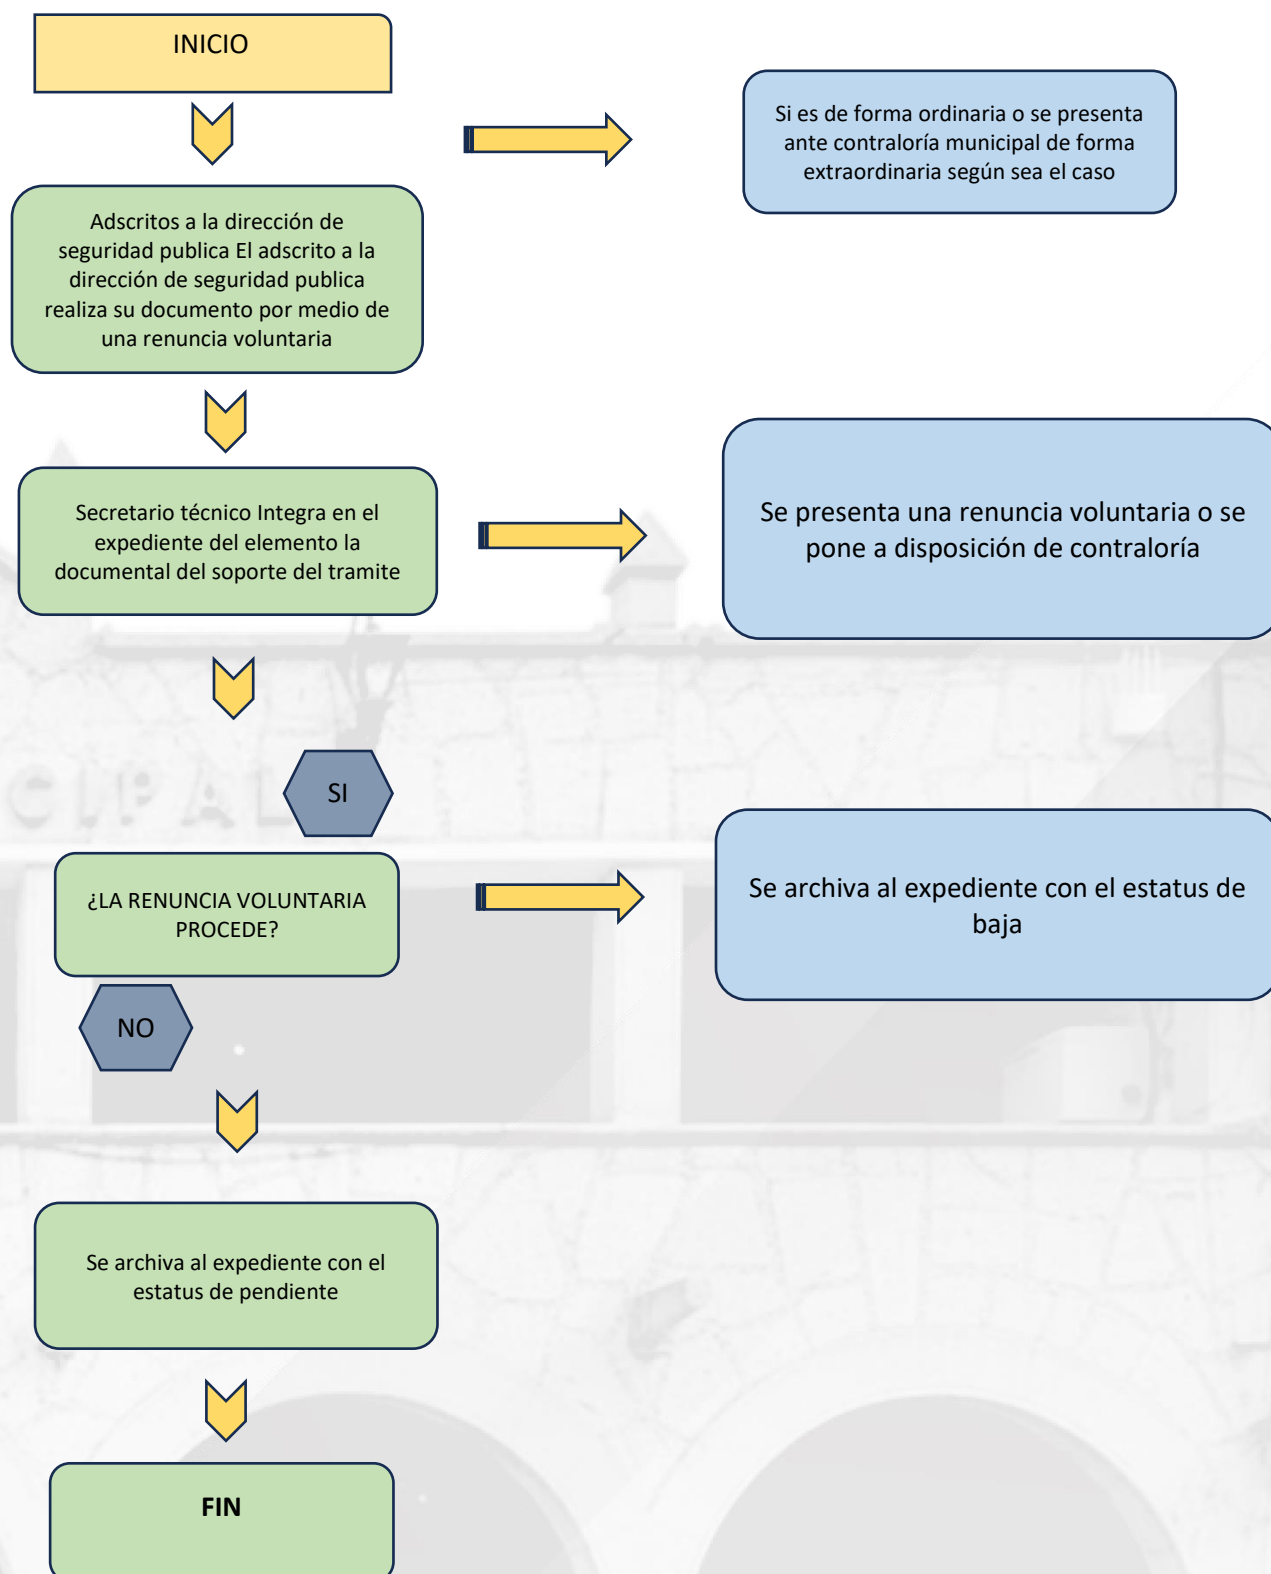 INICIO
Si es de forma ordinaria o se presenta
ante contraloría municipal de forma
extraordinaria según sea el caso
Adscritos a la dirección de
seguridad publica El adscrito a la
dirección de seguridad publica
realiza su documento por medio de
una renuncia voluntaria
Secretario técnico Integra en el
expediente del elemento la
documental del soporte del tramite
Se presenta una renuncia voluntaria o se
pone a disposición de contraloría
SI
CIPAL
¿LA RENUNCIA VOLUNTARIA
PROCEDE?
Se archiva al expediente con el estatus de
baja
NO
Se archiva al expediente con el
estatus de pendiente
FIN